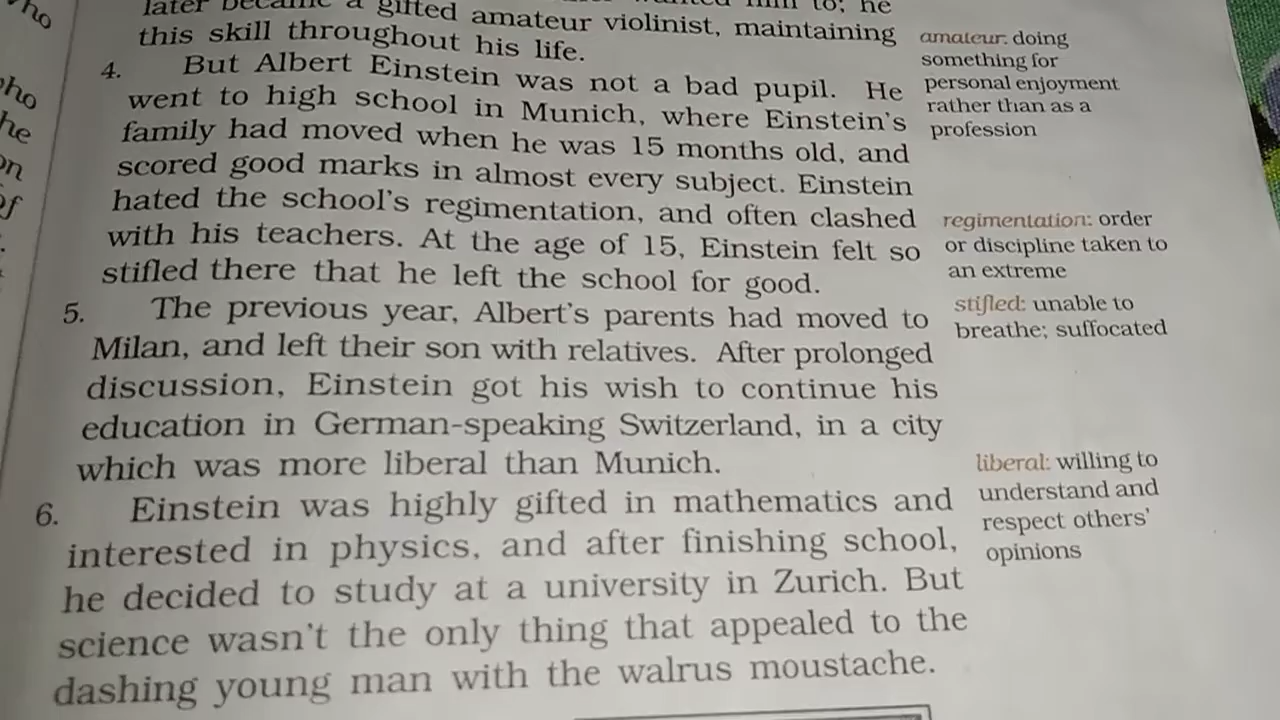 later became a gifted amateur violinist, maintaining
this skill throughout his life.
4. But Albert Einstein was not a bad pupil. He
went to high school in Munich, where Einstein's
family had moved when he was 15 months old, and
scored good marks in almost every subject. Einstein
hated the school's regimentation, and often clashed
with his teachers. At the age of 15, Einstein felt so
stifled there that he left the school for good.
5. The previous year, Albert's parents had moved to
Milan, and left their son with relatives. After prolonged
discussion, Einstein got his wish to continue his
education in German-speaking Switzerland, in a city
which was more liberal than Munich.
6. Einstein was highly gifted in mathematics and
interested in physics, and after finishing school,
he decided to study at a university in Zurich. But
science wasn't the only thing that appealed to the
dashing young man with the walrus moustache.
amateur: doing
something for
personal enjoyment
rather than as a
profession
regimentation: order
or discipline taken to
an extreme
stifled: unable to
breathe; suffocated
liberal: willing to
understand and
respect others'
opinions